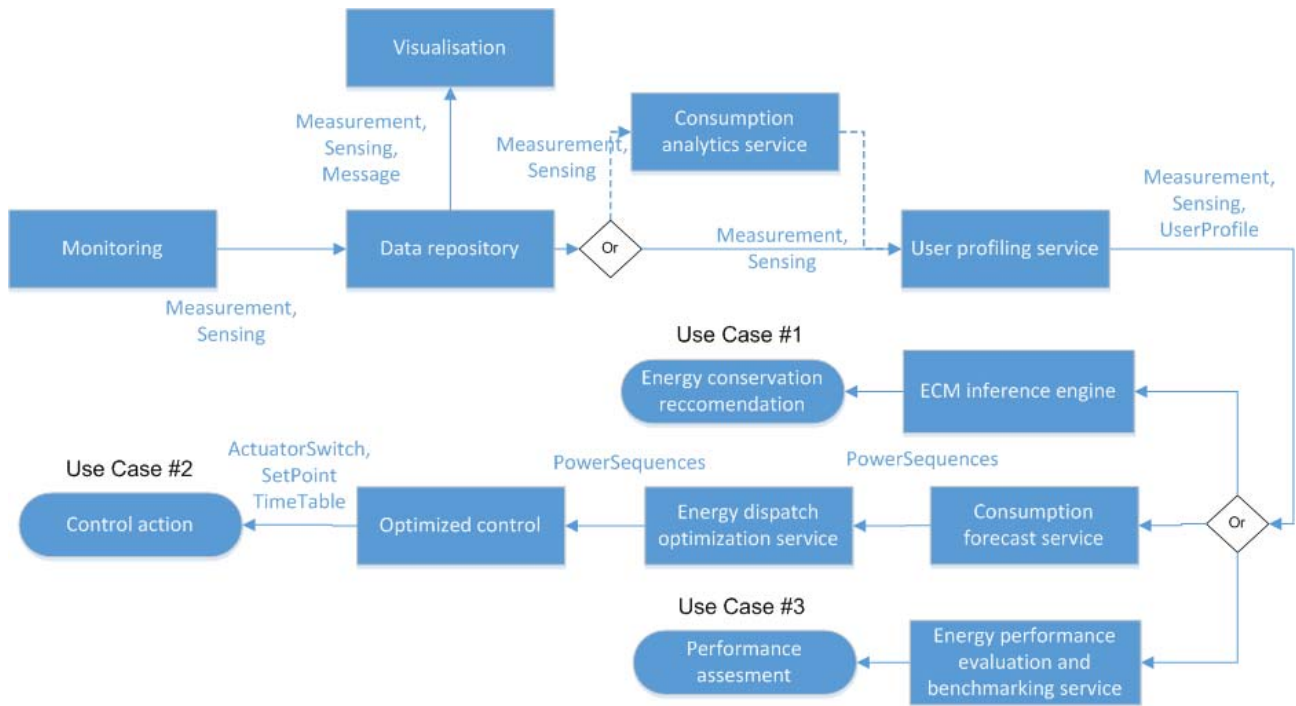 Visualisation
Measurement,
Sensing,
Message
Consumption
analytics service
Measurement,
Sensing
Measurement,
Sensing,
UserProfile
Monitoring
Data repository
Or
Measurement,
Sensing
User profiling service
Measurement,
Sensing
Use Case #1
Energy conservation
reccomendation
ECM inference engine
Use Case #2
ActuatorSwitch,
SetPoint
TimeTable
PowerSequences
PowerSequences
Control action
Optimized control
Energy dispatch
optimization service
Consumption
forecast service
Or
Use Case #3
Performance
assesment
Energy performance
evaluation and
benchmarking service